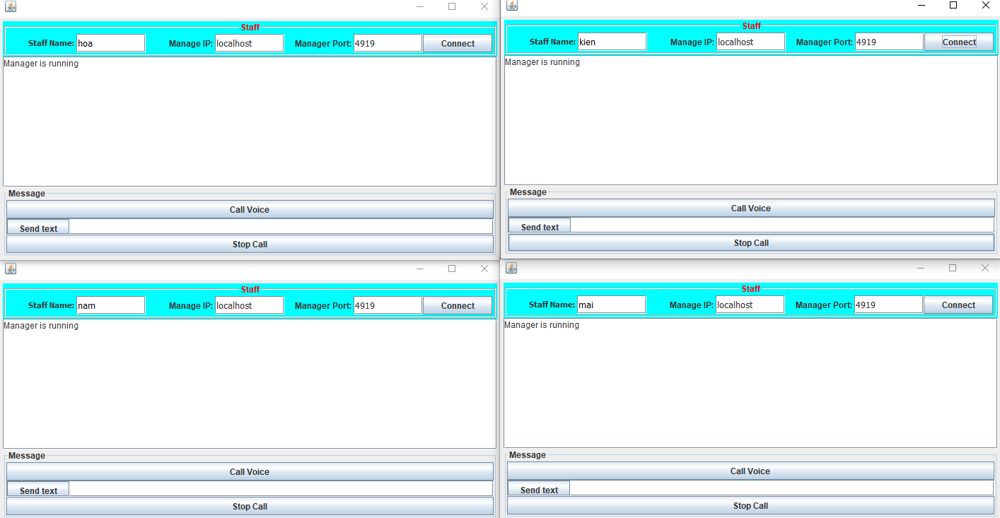 Staff
Staff Name: hoa Manage IP: localhost Manager Port: 4919 Connect
Manager is running
Message
Call Voice
Send text
Stop Call
Staff
Staff Name: kien Manage IP: localhost Manager Port: 4919 Connect
Manager is running
Message
Call Voice
Send text
Stop Call
Staff
Staff Name: nam Manage IP: localhost Manager Port: 4919 Connect
Manager is running
Message
Call Voice
Send text
Stop Call
Staff
Staff Name: mai Manage IP: localhost Manager Port: 4919 Connect
Manager is running
Message
Call Voice
Send text
Stop Call